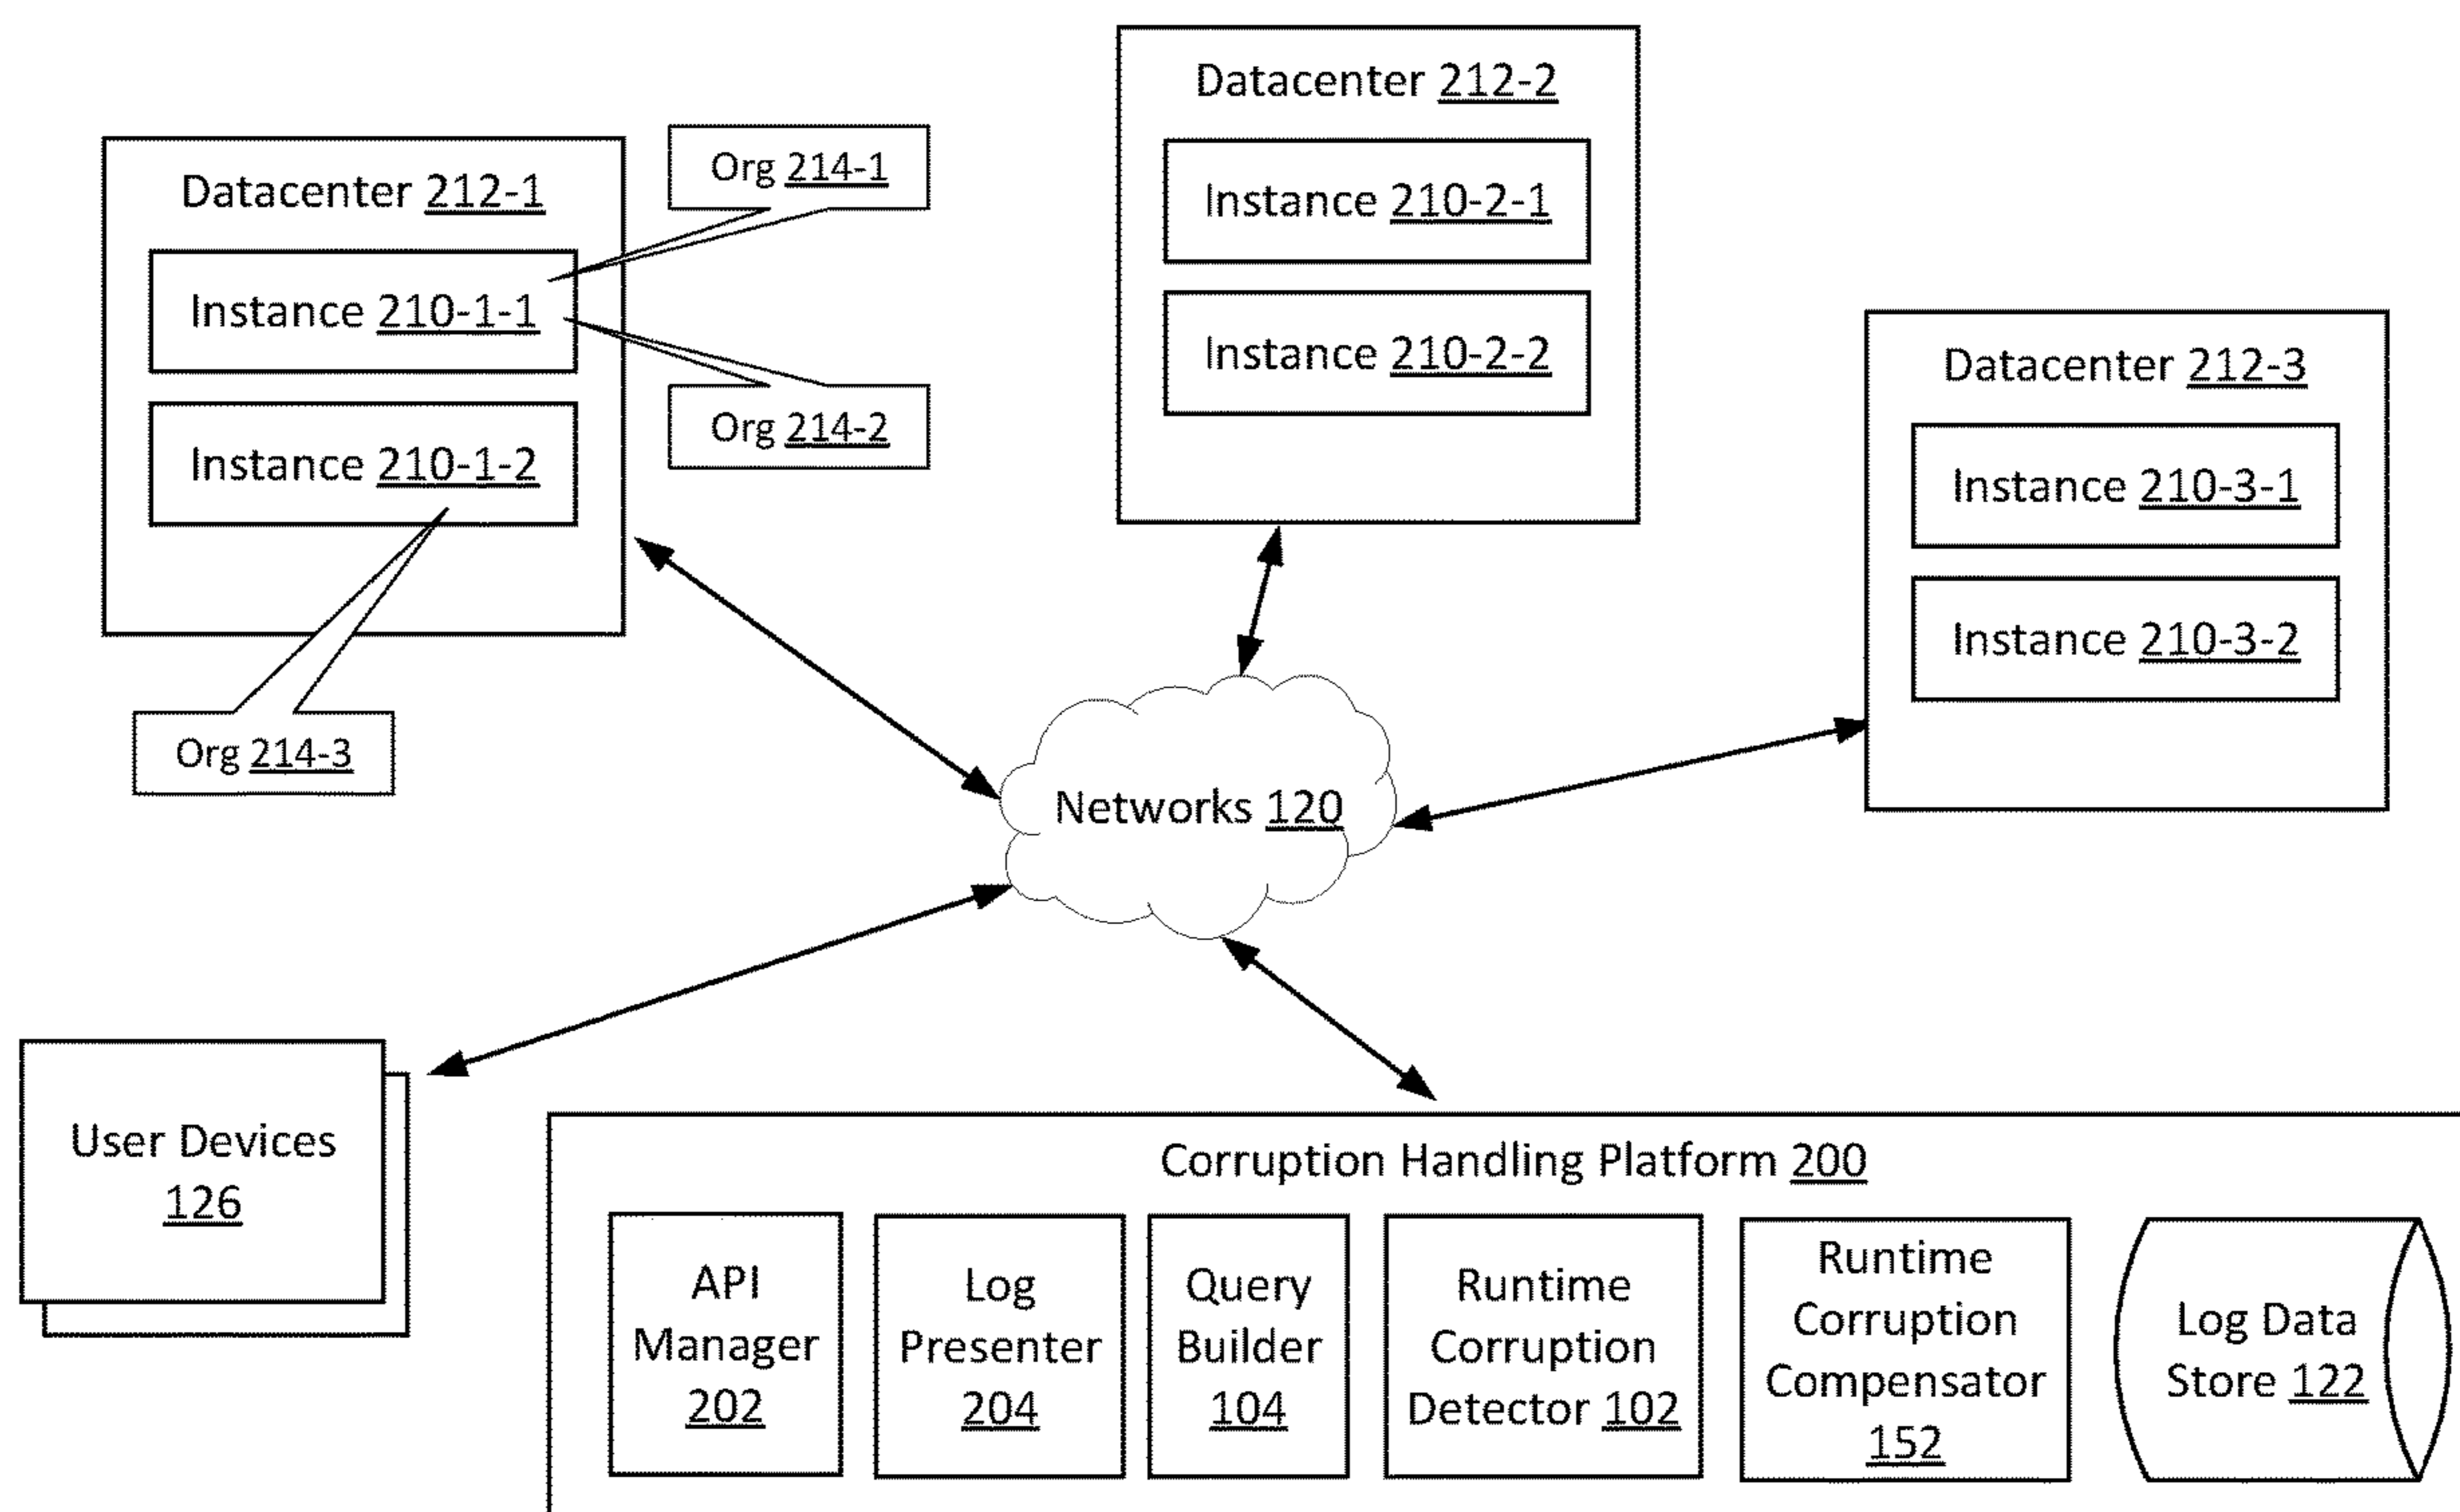 Datacenter 212-1
Instance 210-1-1
Instance 210-1-2
Org 214-1
Org 214-2
Org 214-3
Datacenter 212-2
Instance 210-2-1
Instance 210-2-2
Datacenter 212-3
Instance 210-3-1
Instance 210-3-2
Networks 120
User Devices
126
Corruption Handling Platform 200
API
Manager
202
Log
Presenter
204
Query
Builder
104
Runtime
Corruption
Detector 102
Runtime
Corruption
Compensator
152
Log Data
Store 122